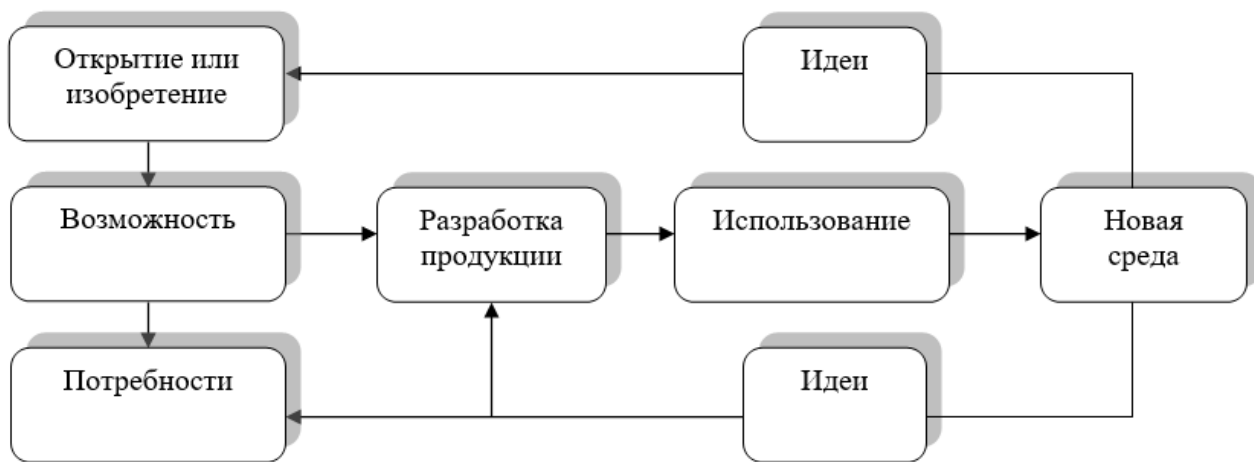 Открытие или
изобретение
Идеи
Возможность
Разработка
продукции
Использование
Новая
среда
Потребности
Идеи